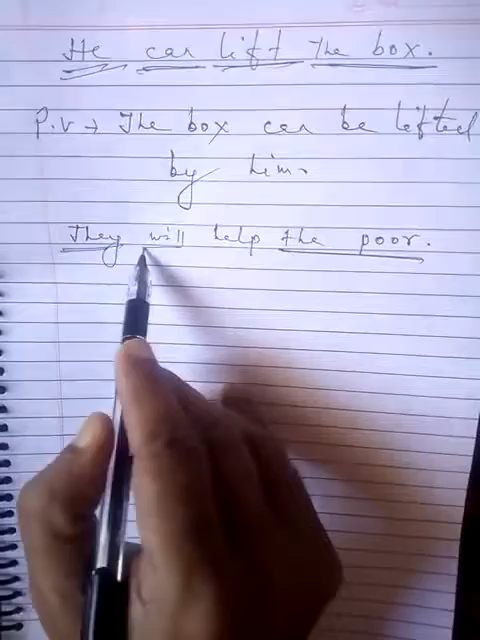 He can lift the box.
P.V → The box can be lifted
by him.
They will help the poor.